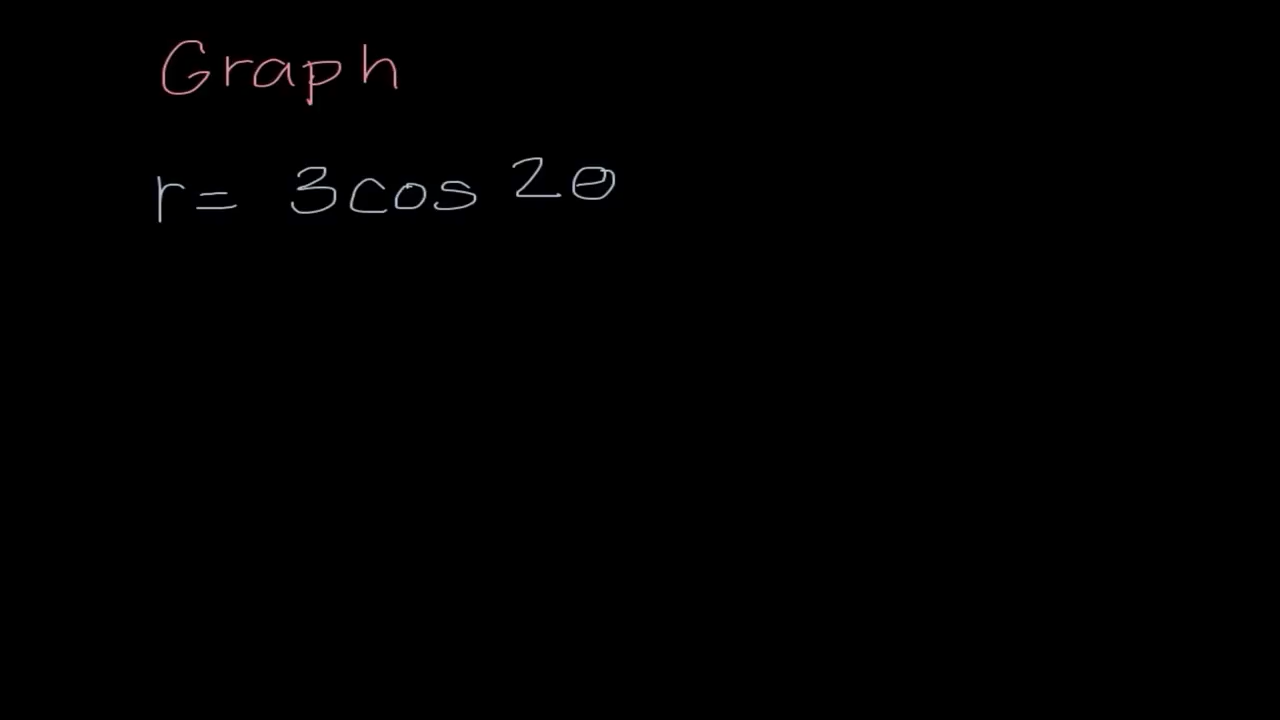 Graph
r= 3cos 2θ